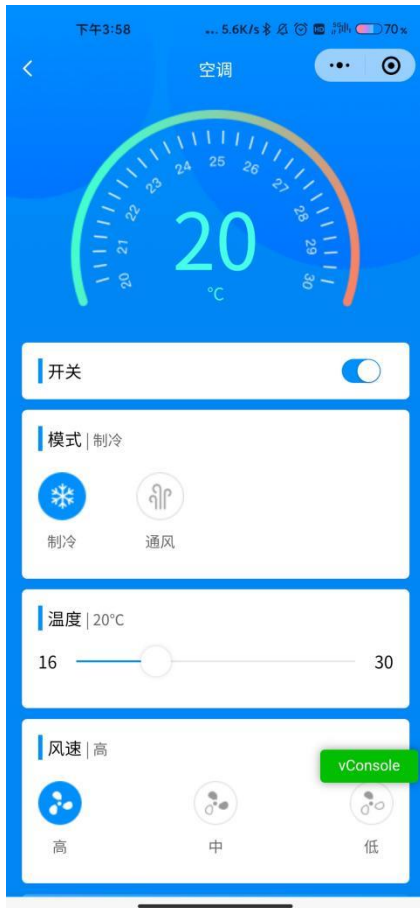 下午3:58
... 5.6K/s
HD
5G
70%
空调
20
21
22
23
24
25
26
27
28
29
30
20
°C
开关
模式 | 制冷
制冷
通风
温度 | 20°C
16
30
风速 | 高
vConsole
高
中
低